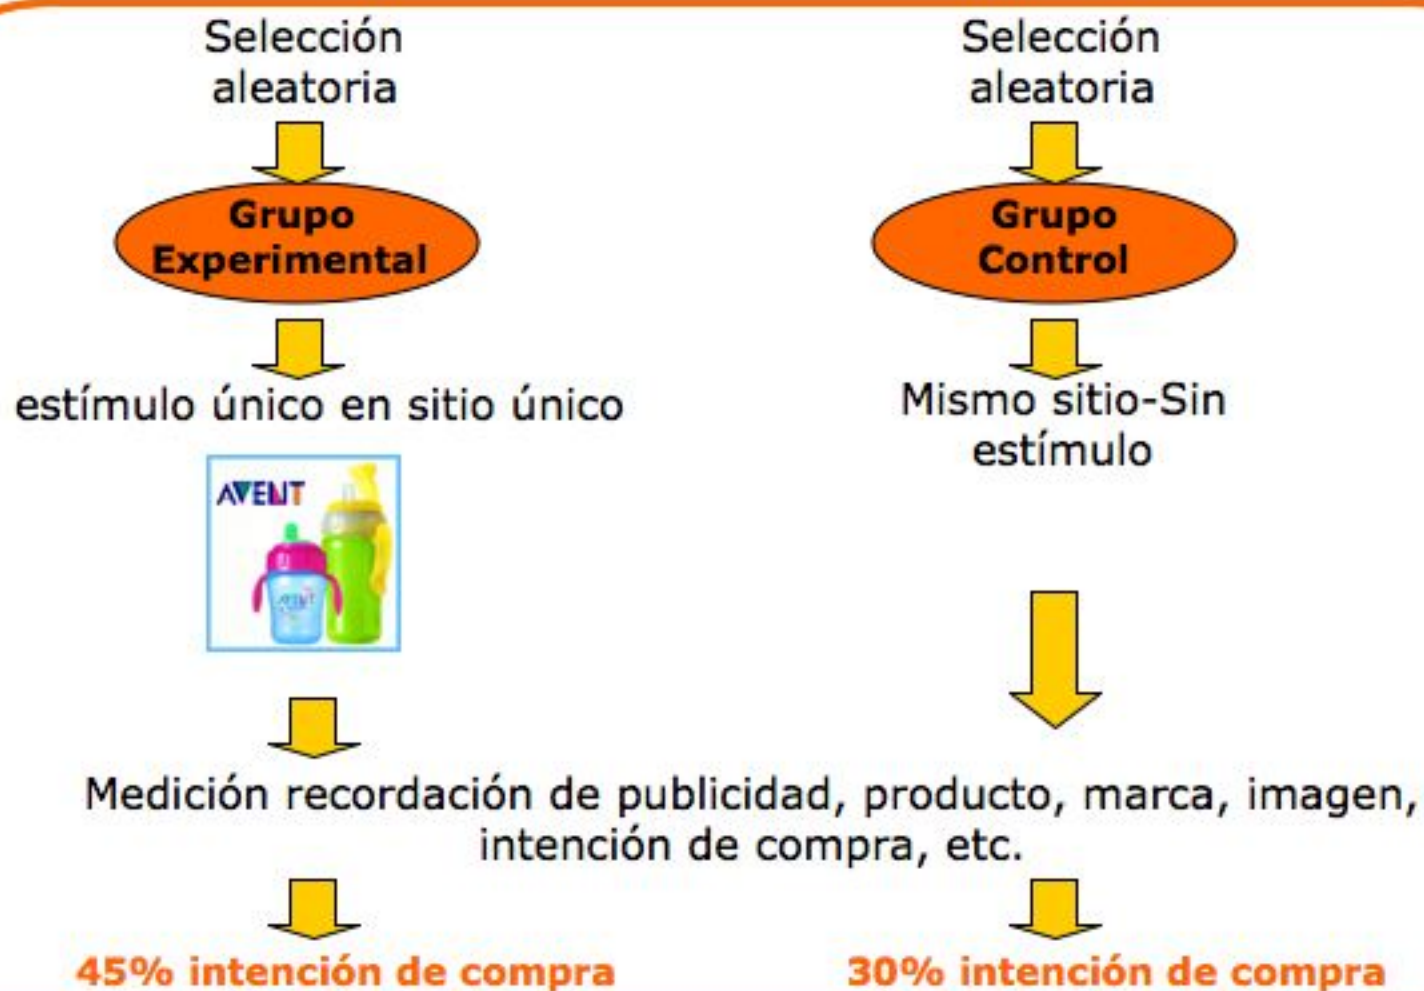 Selección
aleatoria
Selección
aleatoria
Grupo
Experimental
Grupo
Control
estímulo único en sitio único
Mismo sitio-Sin
estímulo
AVENT
AVENT
Medición recordación de publicidad, producto, marca, imagen,
intención de compra, etc.
45% intención de compra
30% intención de compra